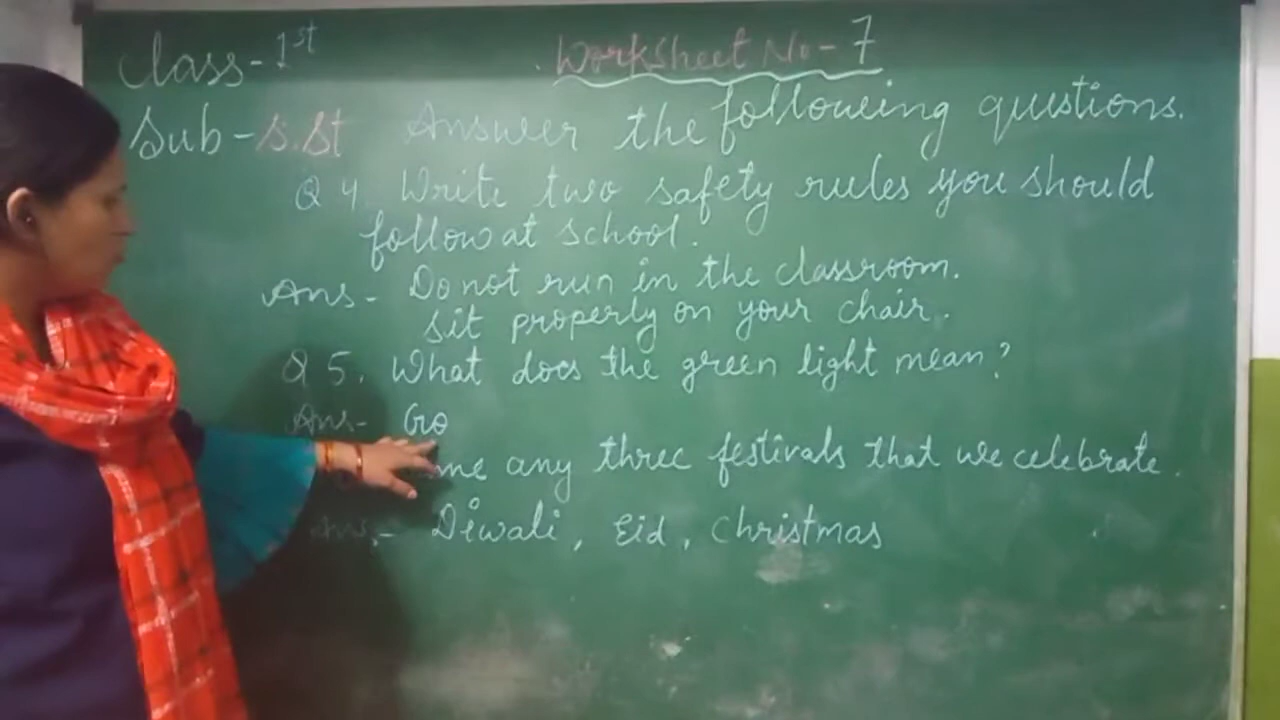 Class-1st
Worksheet No-7
Sub-S.St
Answer the following questions.
Q 4. Write two safety rules you should
follow at school.
Ans- Do not run in the classroom.
Sit properly on your chair.
Q 5. What does the green light mean?
Ans- Go
any three festivals that we celebrate.
Ans.- Diwali, Eid, Christmas